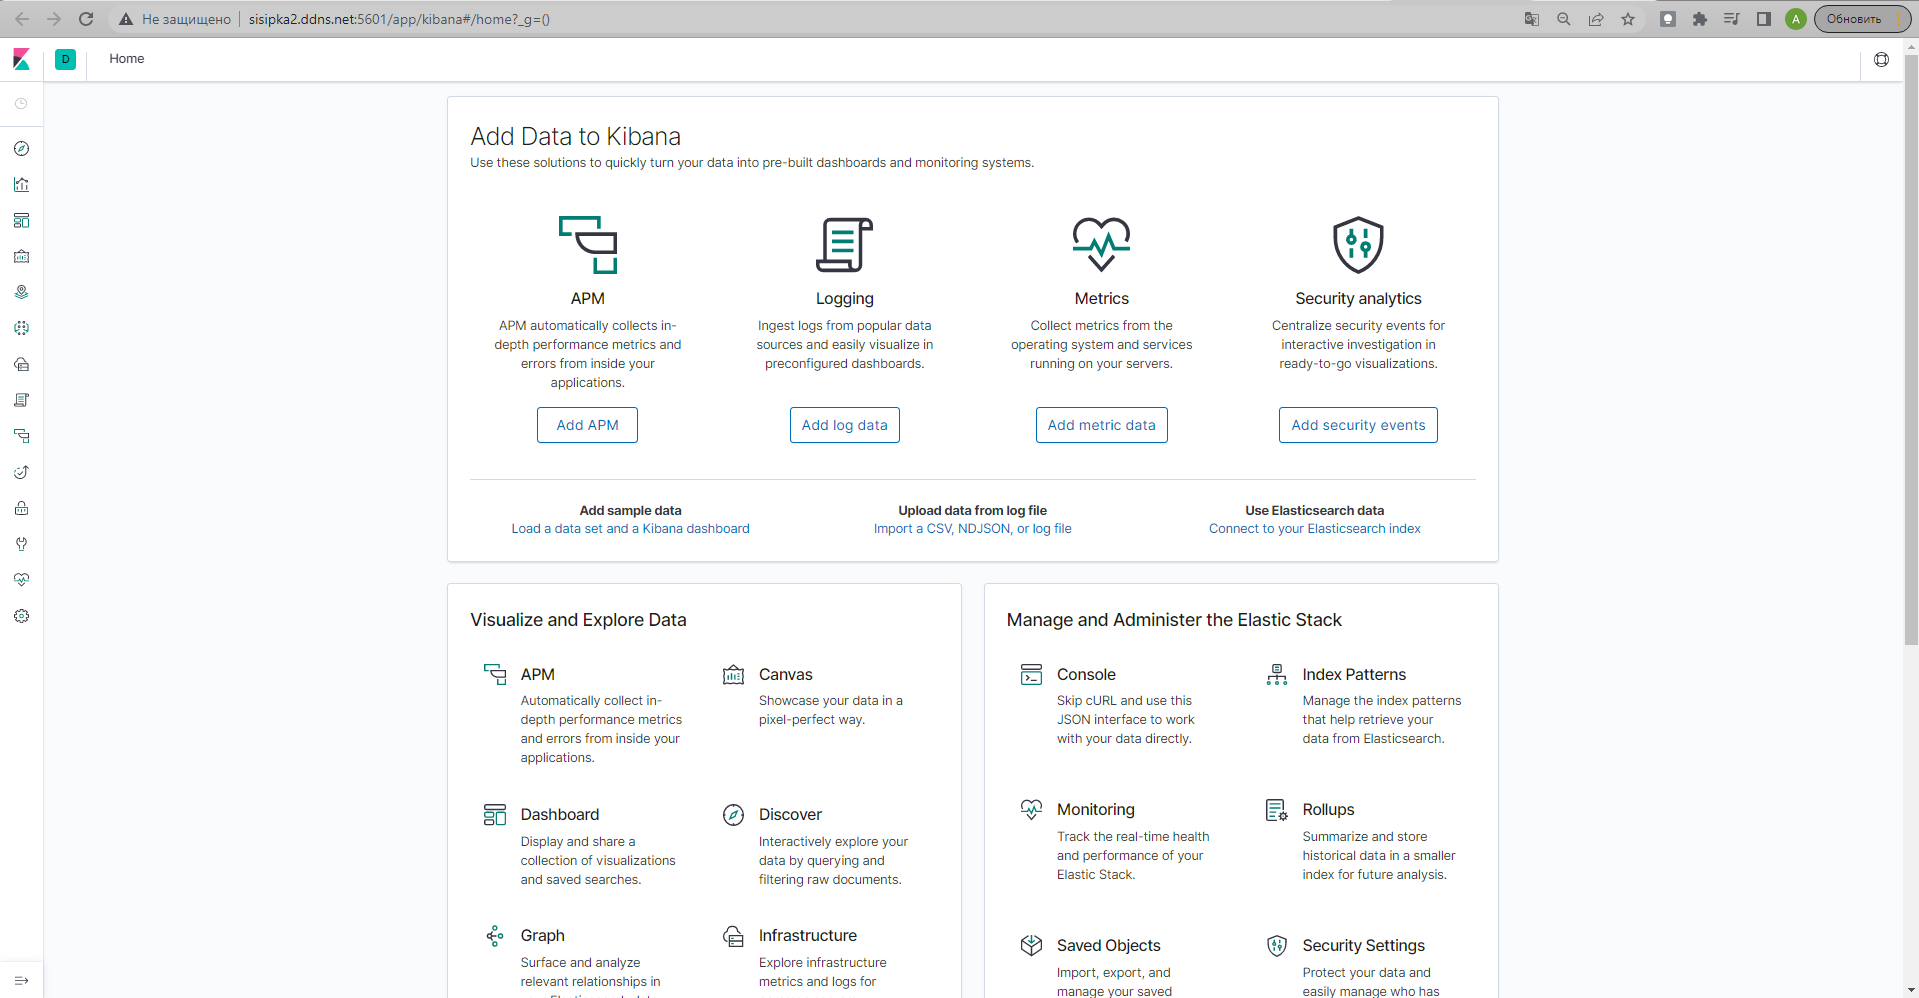 Не защищено
sisipka2.ddns.net:5601/app/kibana#/home?_g=()
A
Обновить
D
Home
Add Data to Kibana
Use these solutions to quickly turn your data into pre-built dashboards and monitoring systems.
APM
APM automatically collects in-
depth performance metrics and
errors from inside your
applications.
Add APM
Logging
Ingest logs from popular data
sources and easily visualize in
preconfigured dashboards.
Add log data
Metrics
Collect metrics from the
operating system and services
running on your servers.
Add metric data
Security analytics
Centralize security events for
interactive investigation in
ready-to-go visualizations.
Add security events
Add sample data
Load a data set and a Kibana dashboard
Upload data from log file
Import a CSV, NDJSON, or log file
Use Elasticsearch data
Connect to your Elasticsearch index
Visualize and Explore Data
APM
Automatically collect in-
depth performance metrics
and errors from inside your
applications.
Canvas
Showcase your data in a
pixel-perfect way.
Dashboard
Display and share a
collection of visualizations
and saved searches.
Discover
Interactively explore your
data by querying and
filtering raw documents.
Graph
Surface and analyze
relevant relationships in
Infrastructure
Explore infrastructure
metrics and logs for
Manage and Administer the Elastic Stack
Console
Skip cURL and use this
JSON interface to work
with your data directly.
Index Patterns
Manage the index patterns
that help retrieve your
data from Elasticsearch.
Monitoring
Track the real-time health
and performance of your
Elastic Stack.
Rollups
Summarize and store
historical data in a smaller
index for future analysis.
Saved Objects
Import, export, and
manage your saved
Security Settings
Protect your data and
easily manage who has